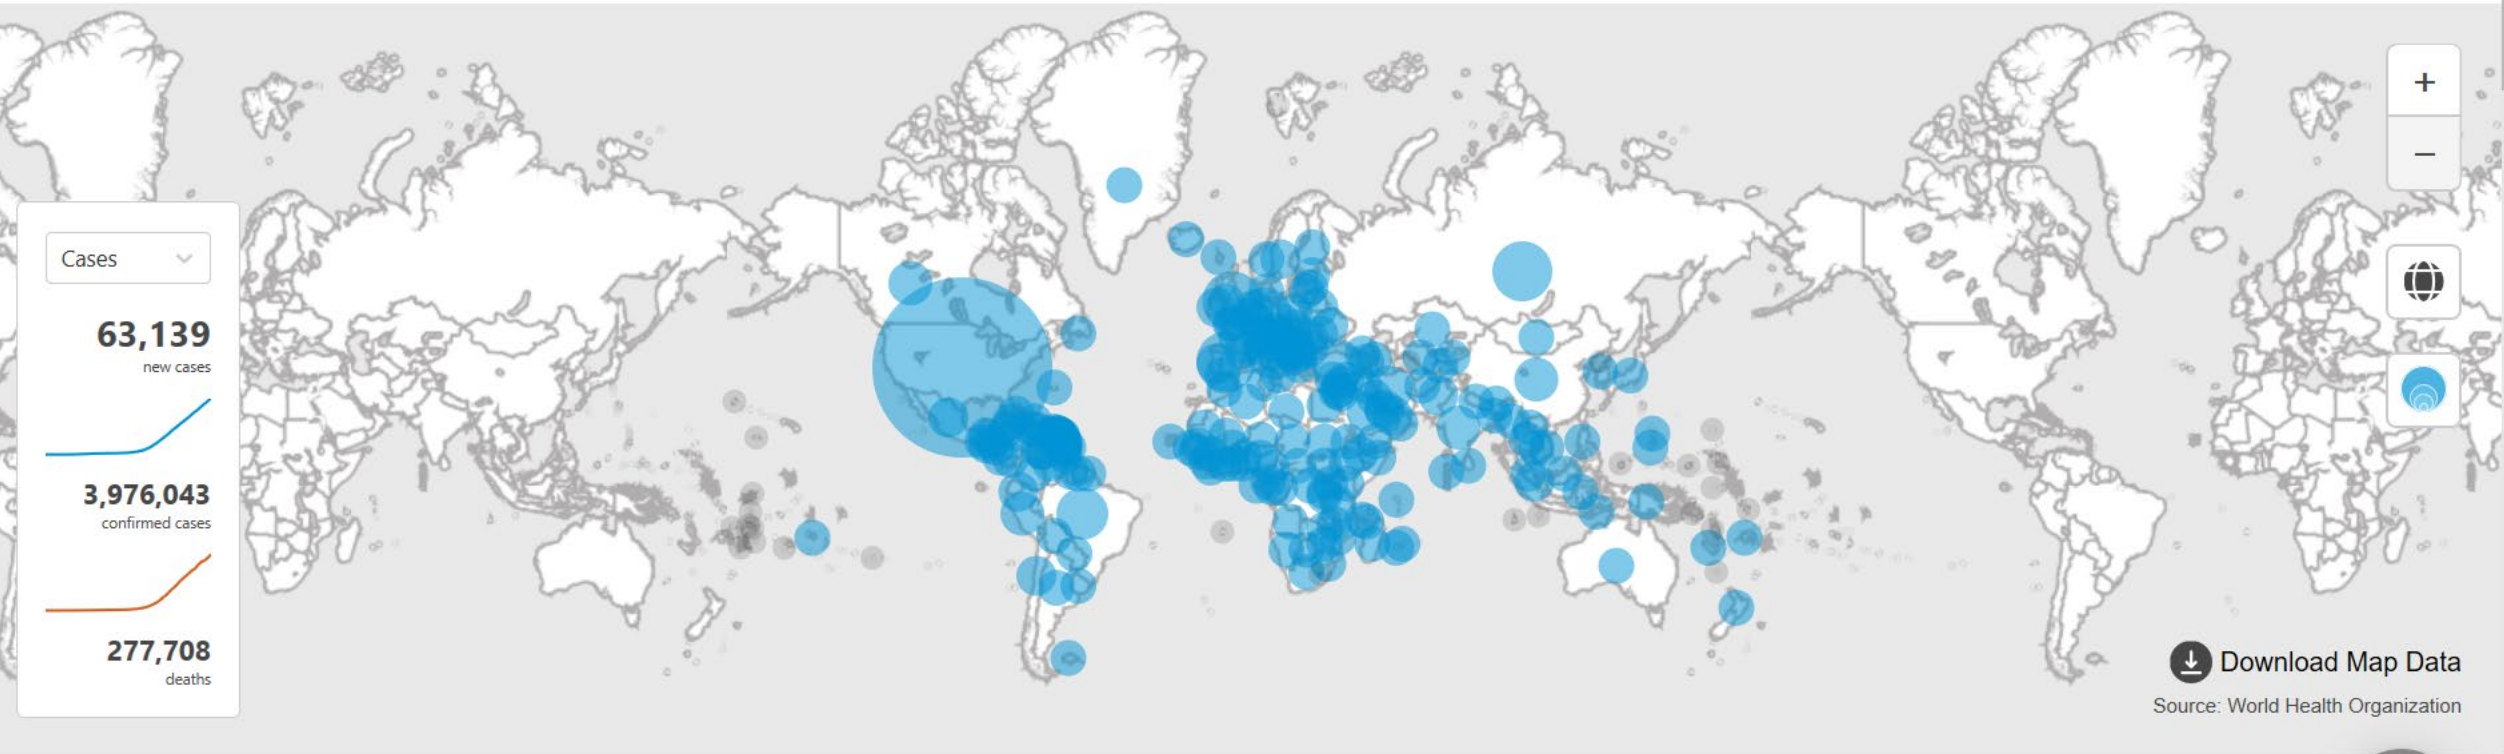 Cases
63,139
new cases
3,976,043
confirmed cases
277,708
deaths
+
−
Download Map Data
Source: World Health Organization